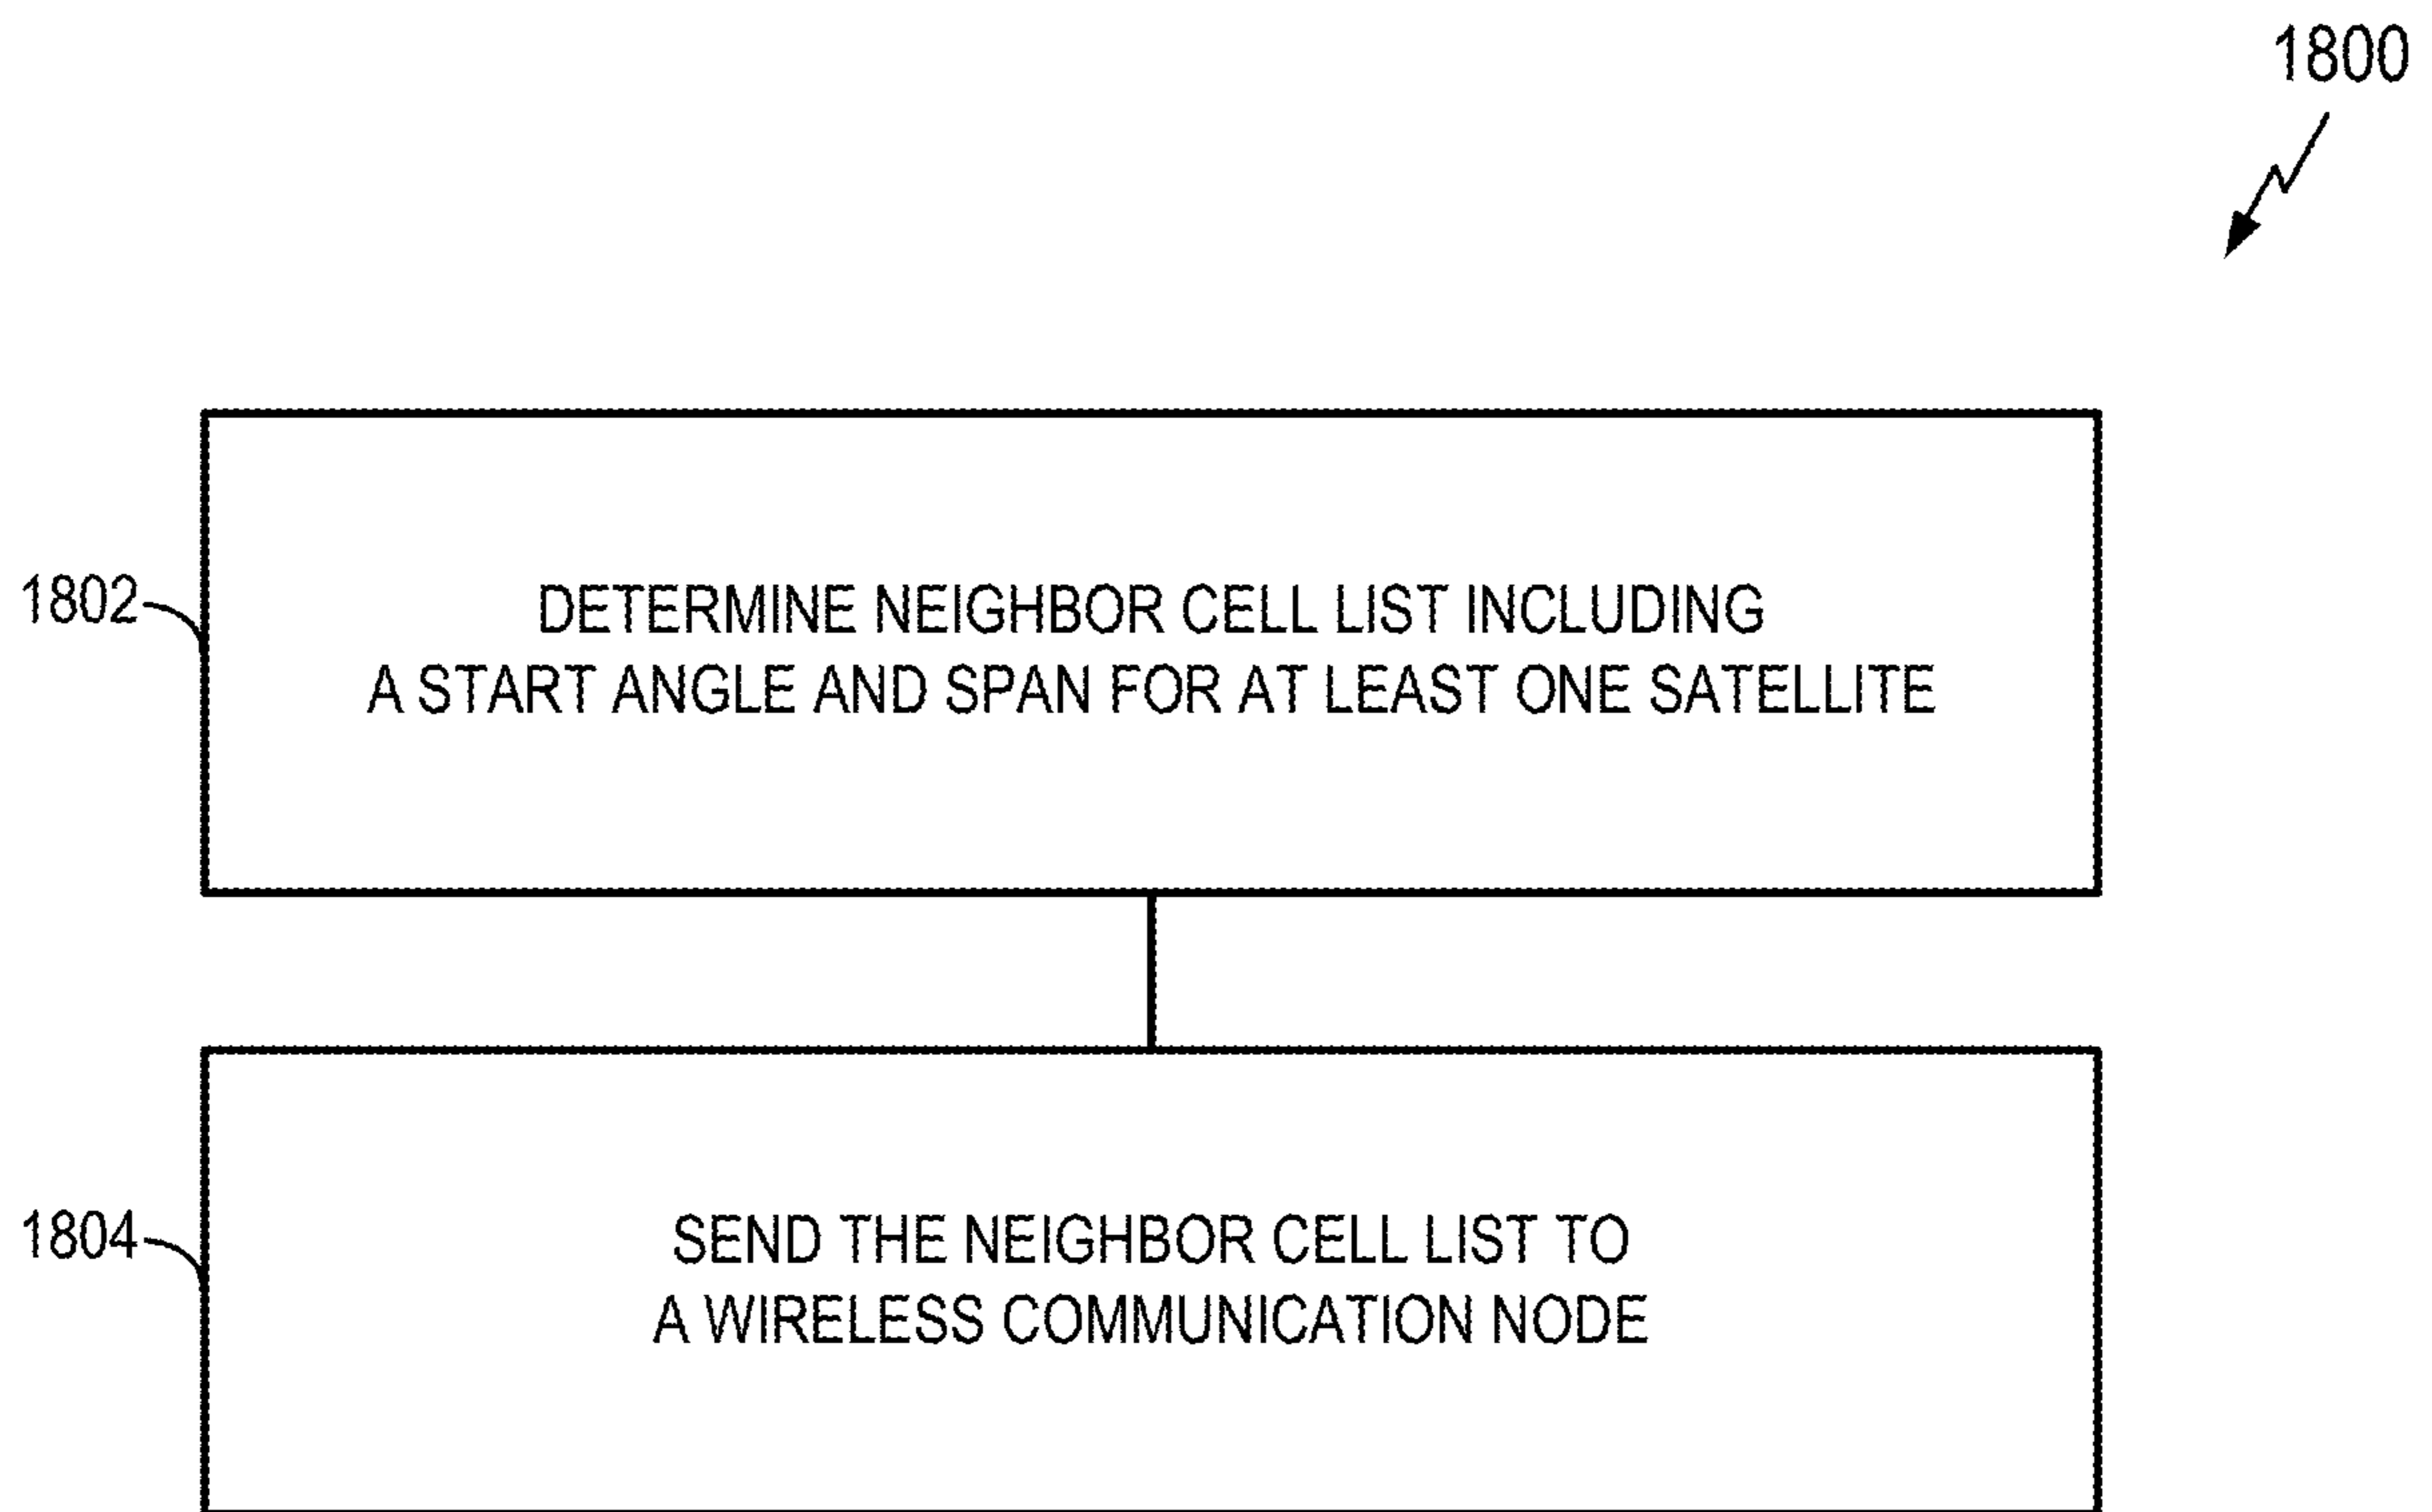 1800
1802
DETERMINE NEIGHBOR CELL LIST INCLUDING
A START ANGLE AND SPAN FOR AT LEAST ONE SATELLITE
1804
SEND THE NEIGHBOR CELL LIST TO
A WIRELESS COMMUNICATION NODE